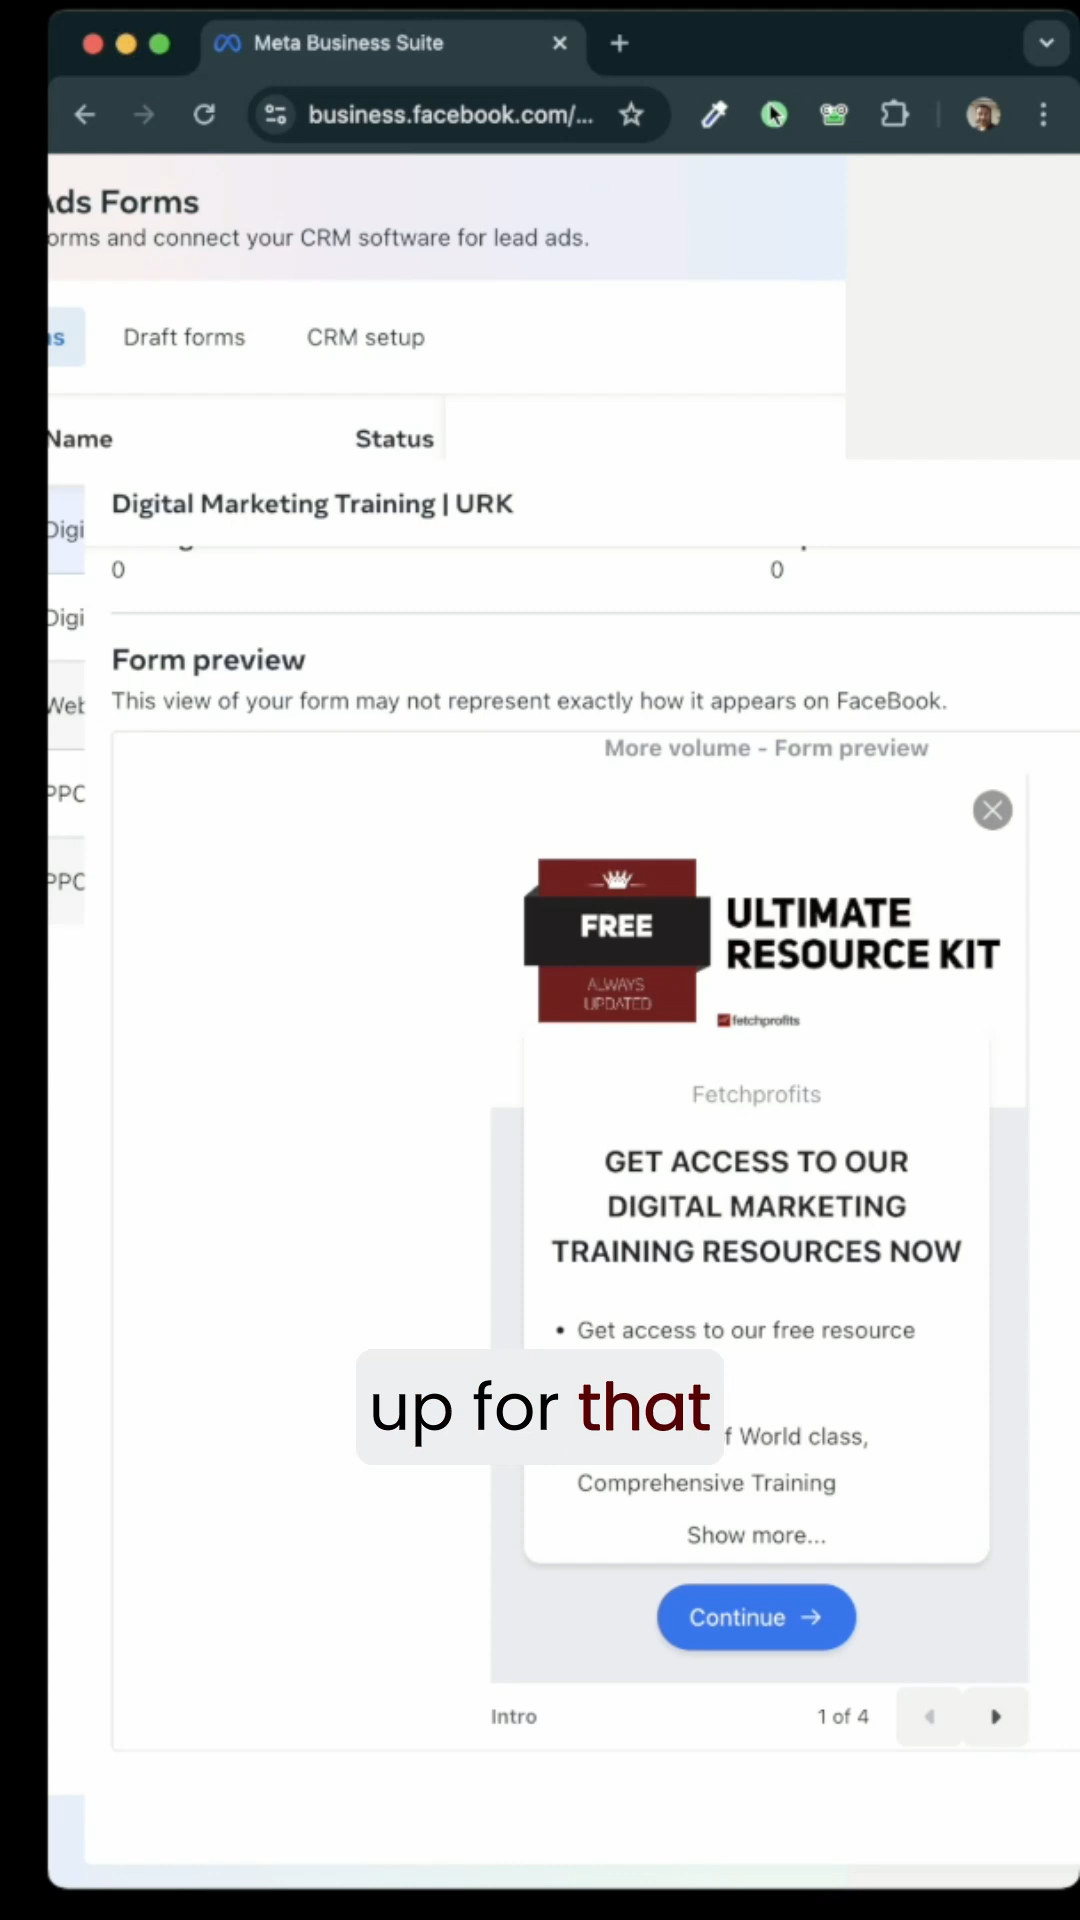 Meta Business Suite
business.facebook.com/...
Ads Forms
orms and connect your CRM software for lead ads.
Draft forms
CRM setup
Name
Status
Digital Marketing Training | URK
Digi
0
0
Digi
Form preview
This view of your form may not represent exactly how it appears on FaceBook.
Web
More volume - Form preview
PPC
PPC
FREE
ALWAYS
UPDATED
ULTIMATE
RESOURCE KIT
fetchprofits
Fetchprofits
GET ACCESS TO OUR
DIGITAL MARKETING
TRAINING RESOURCES NOW
• Get access to our free resource
up for that
f World class,
Comprehensive Training
Show more...
Continue →
Intro
1 of 4